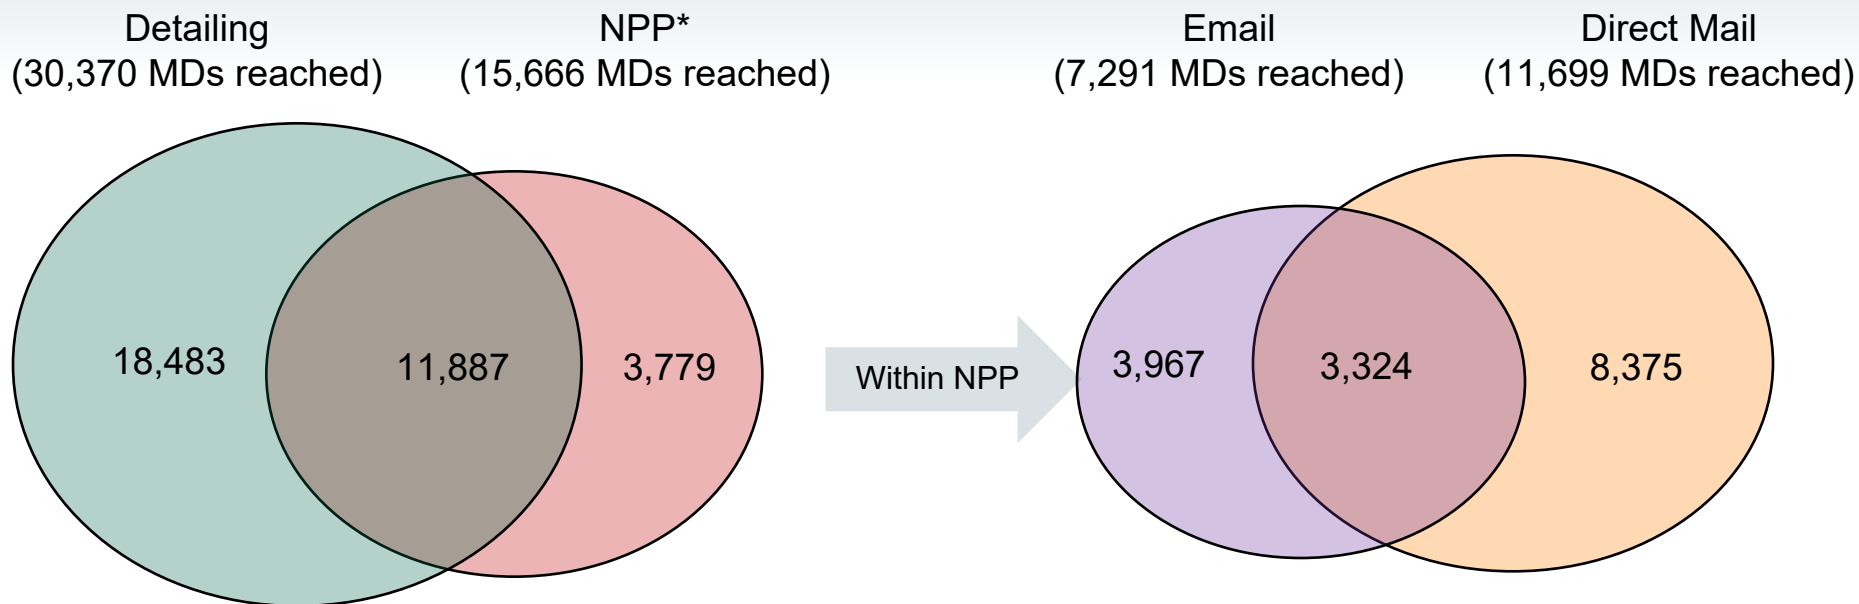 Detailing
(30,370 MDs reached)
NPP*
(15,666 MDs reached)
Email
(7,291 MDs reached)
Direct Mail
(11,699 MDs reached)
18,483
11,887
3,779
Within NPP
3,967
3,324
8,375